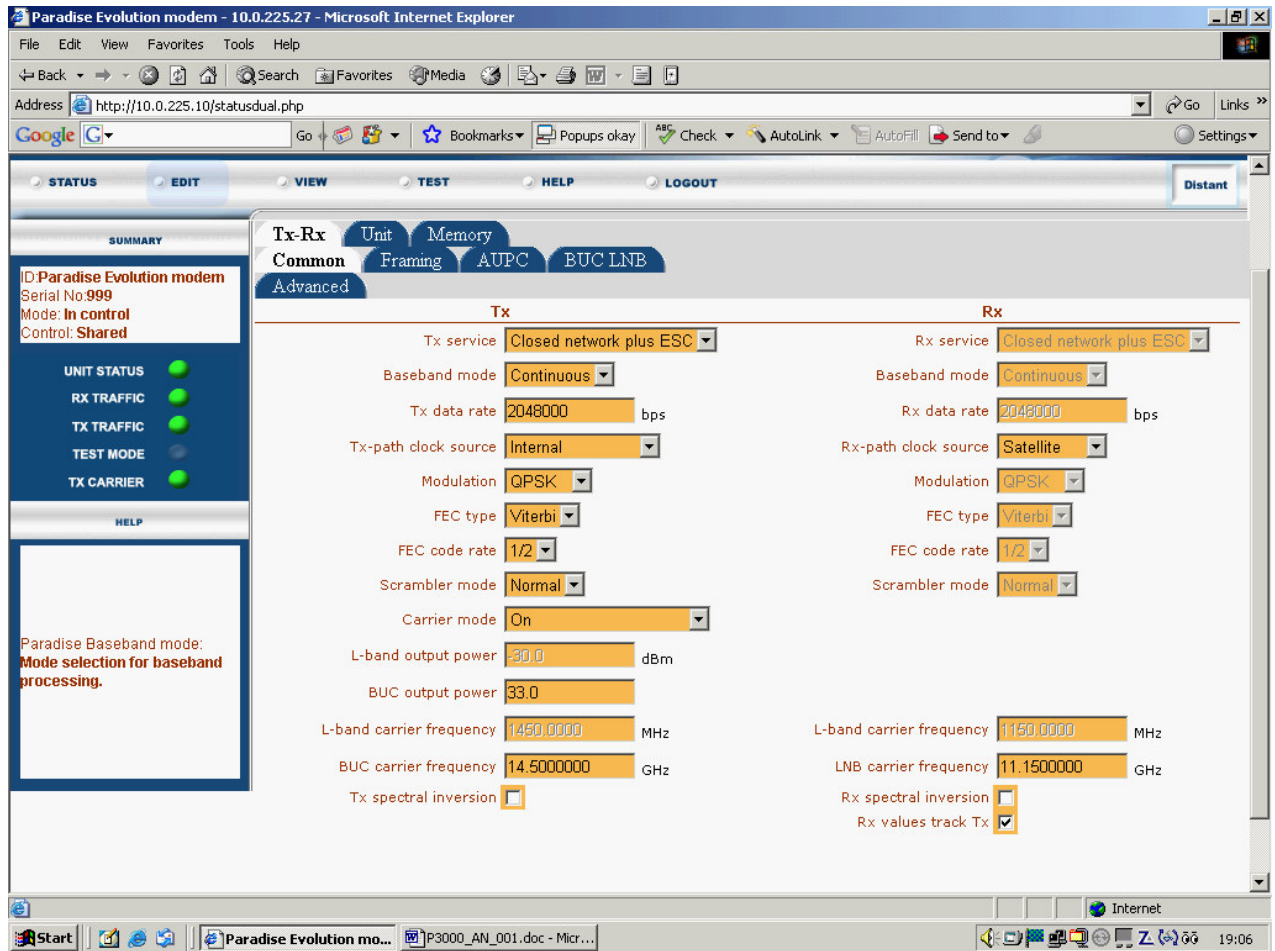 Paradise Evolution modem - 10.0.225.27 - Microsoft Internet Explorer
File Edit View Favorites Tools Help
Back Search Favorites Media
Address http://10.0.225.10/statusdual.php Go Links »
Google G Go Bookmarks Popups okay ABC Check AutoLink AutoFill Send to Settings
STATUS EDIT VIEW TEST HELP LOGOUT Distant
SUMMARY
ID:Paradise Evolution modem
Serial No:999
Mode: In control
Control: Shared
UNIT STATUS
RX TRAFFIC
TX TRAFFIC
TEST MODE
TX CARRIER
HELP
Paradise Baseband mode:
Mode selection for baseband
processing.
Tx-Rx Unit Memory
Common Framing AUPC BUC LNB
Advanced
Tx Rx
Tx service Closed network plus ESC Rx service Closed network plus ESC
Baseband mode Continuous Baseband mode Continuous
Tx data rate 2048000 bps Rx data rate 2048000 bps
Tx-path clock source Internal Rx-path clock source Satellite
Modulation QPSK Modulation QPSK
FEC type Viterbi FEC type Viterbi
FEC code rate 1/2 FEC code rate 1/2
Scrambler mode Normal Scrambler mode Normal
Carrier mode On
L-band output power -30.0 dBm
BUC output power 33.0
L-band carrier frequency 1450.0000 MHz L-band carrier frequency 1150.0000 MHz
BUC carrier frequency 14.5000000 GHz LNB carrier frequency 11.1500000 GHz
Tx spectral inversion Rx spectral inversion
Rx values track Tx
Internet
Start Paradise Evolution mo... P3000_AN_001.doc - Micr... 19:06